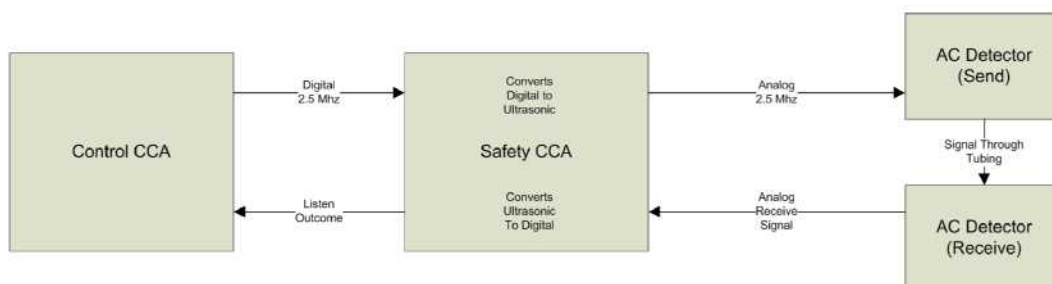 Control CCA
Digital
2.5 Mhz
Converts
Digital to
Ultrasonic
Safety CCA
Converts
Ultrasonic
To Digital
Listen
Outcome
Analog
2.5 Mhz
AC Detector
(Send)
Signal Through
Tubing
AC Detector
(Receive)
Analog
Receive
Signal